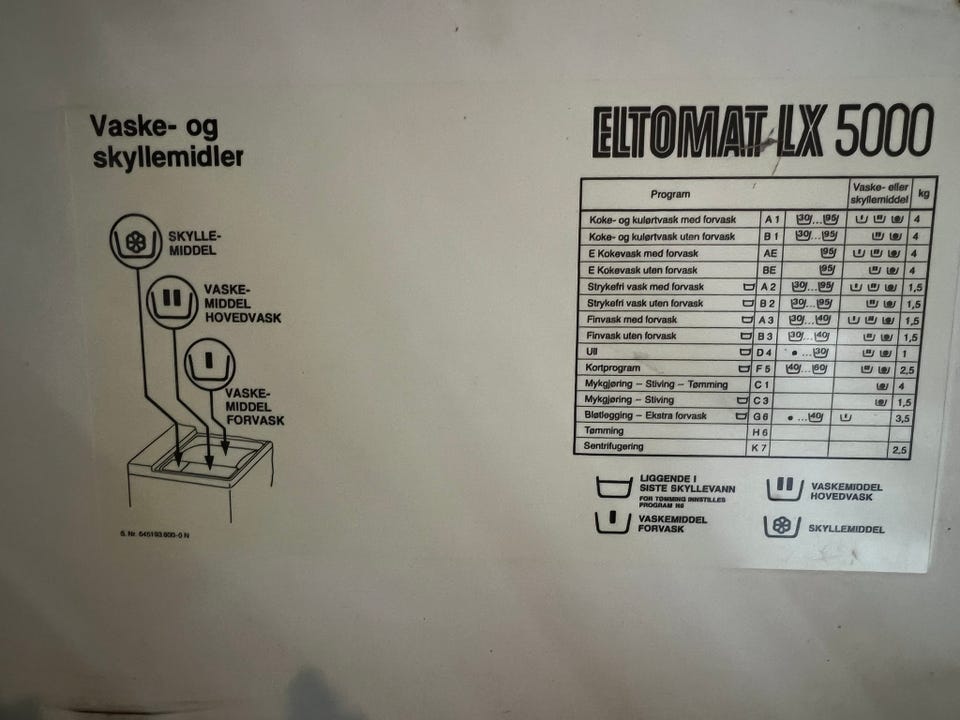 Vaske- og
skyllemidler
SKYLLE-
MIDDEL
VASKE-
MIDDEL
HOVEDVASK
VASKE-
MIDDEL
FORVASK
ELTOMAT LX 5000
Program Vaske- eller skyllemiddel kg
Koke- og kulørtvask med forvask A 1 30...95 4
Koke- og kulørtvask uten forvask B 1 30...95 4
E Kokevask med forvask AE 95 4
E Kokevask uten forvask BE 95 4
Strykefri vask med forvask A 2 30...95 1,5
Strykefri vask uten forvask B 2 30...95 1,5
Finvask med forvask A 3 30...40 1,5
Finvask uten forvask B 3 30...40 1,5
Ull D 4 • ...30 1
Kortprogram F 5 40...60 2,5
Mykgjøring – Stiving – Tømming C 1 4
Mykgjøring – Stiving C 3 1,5
Bløtlegging – Ekstra forvask G 6 • ...40 3,5
Tømming H 6
Sentrifugering K 7 2,5
LIGGENDE I
SISTE SKYLLEVANN
FOR TØMMING INNSTILLES
PROGRAM H6
VASKEMIDDEL
FORVASK
VASKEMIDDEL
HOVEDVASK
SKYLLEMIDDEL